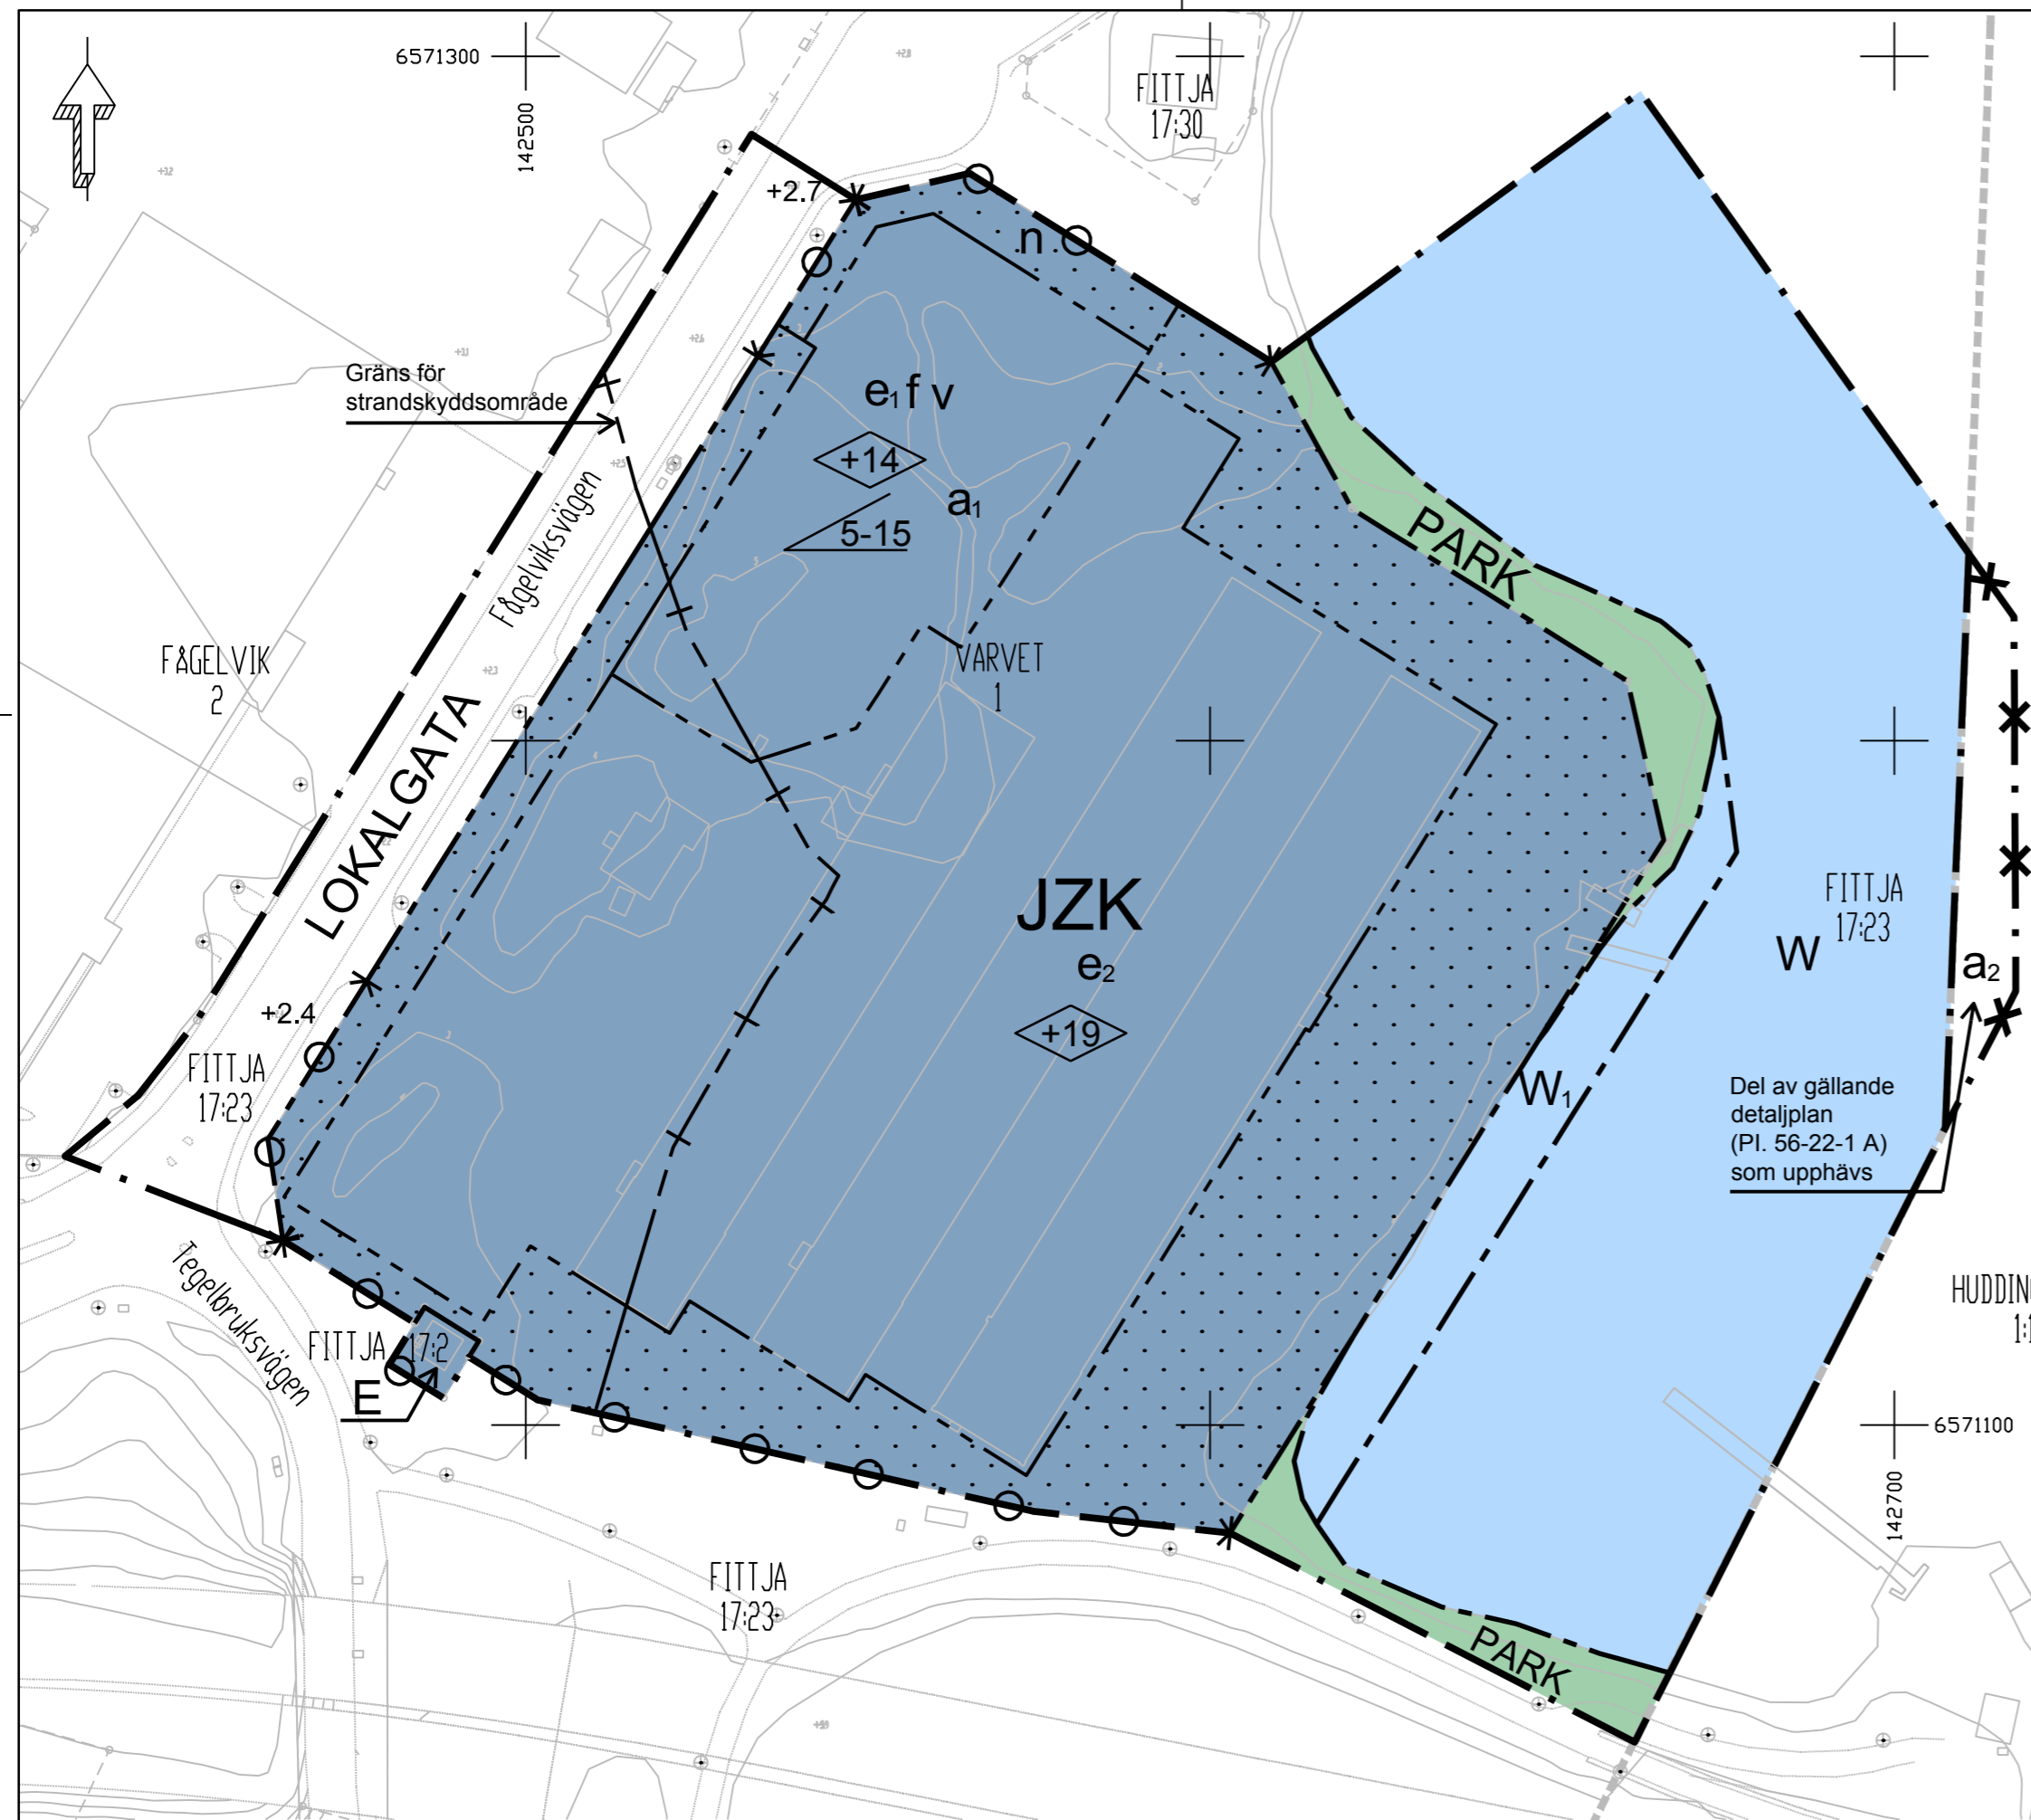 6571300
142500
FITTJA
17:30
+2.7
n
Gräns för
strandskyddsområde
e1 f v
+14
a1
5-15
PARK
Fågelviksvägen
FÅGELVIK
2
VARVET
1
LOKALGATA
JZK
e2
+19
FITTJA
17:23
W
a2
+2.4
FITTJA
17:23
W1
Del av gällande
detaljplan
(Pl. 56-22-1 A)
som upphävs
Tegelbruksvägen
FITTJA 17:2
E
6571100
142700
FITTJA
17:23
PARK